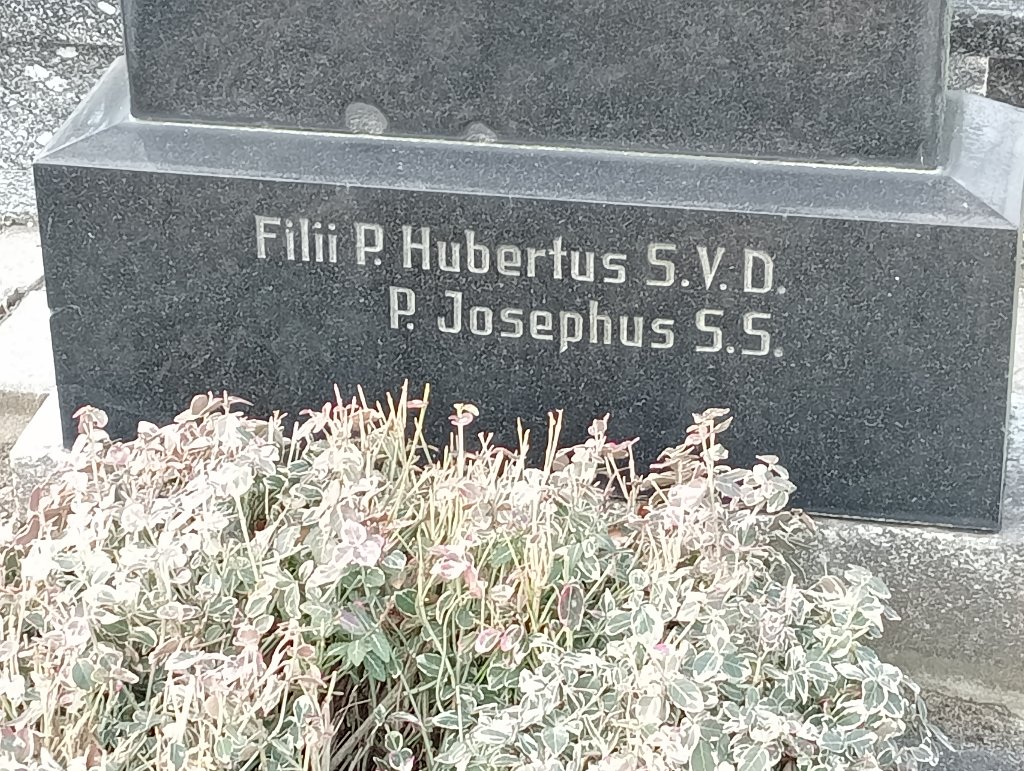 Filii P. Hubertus S.V.D.
P. Josephus S.S.